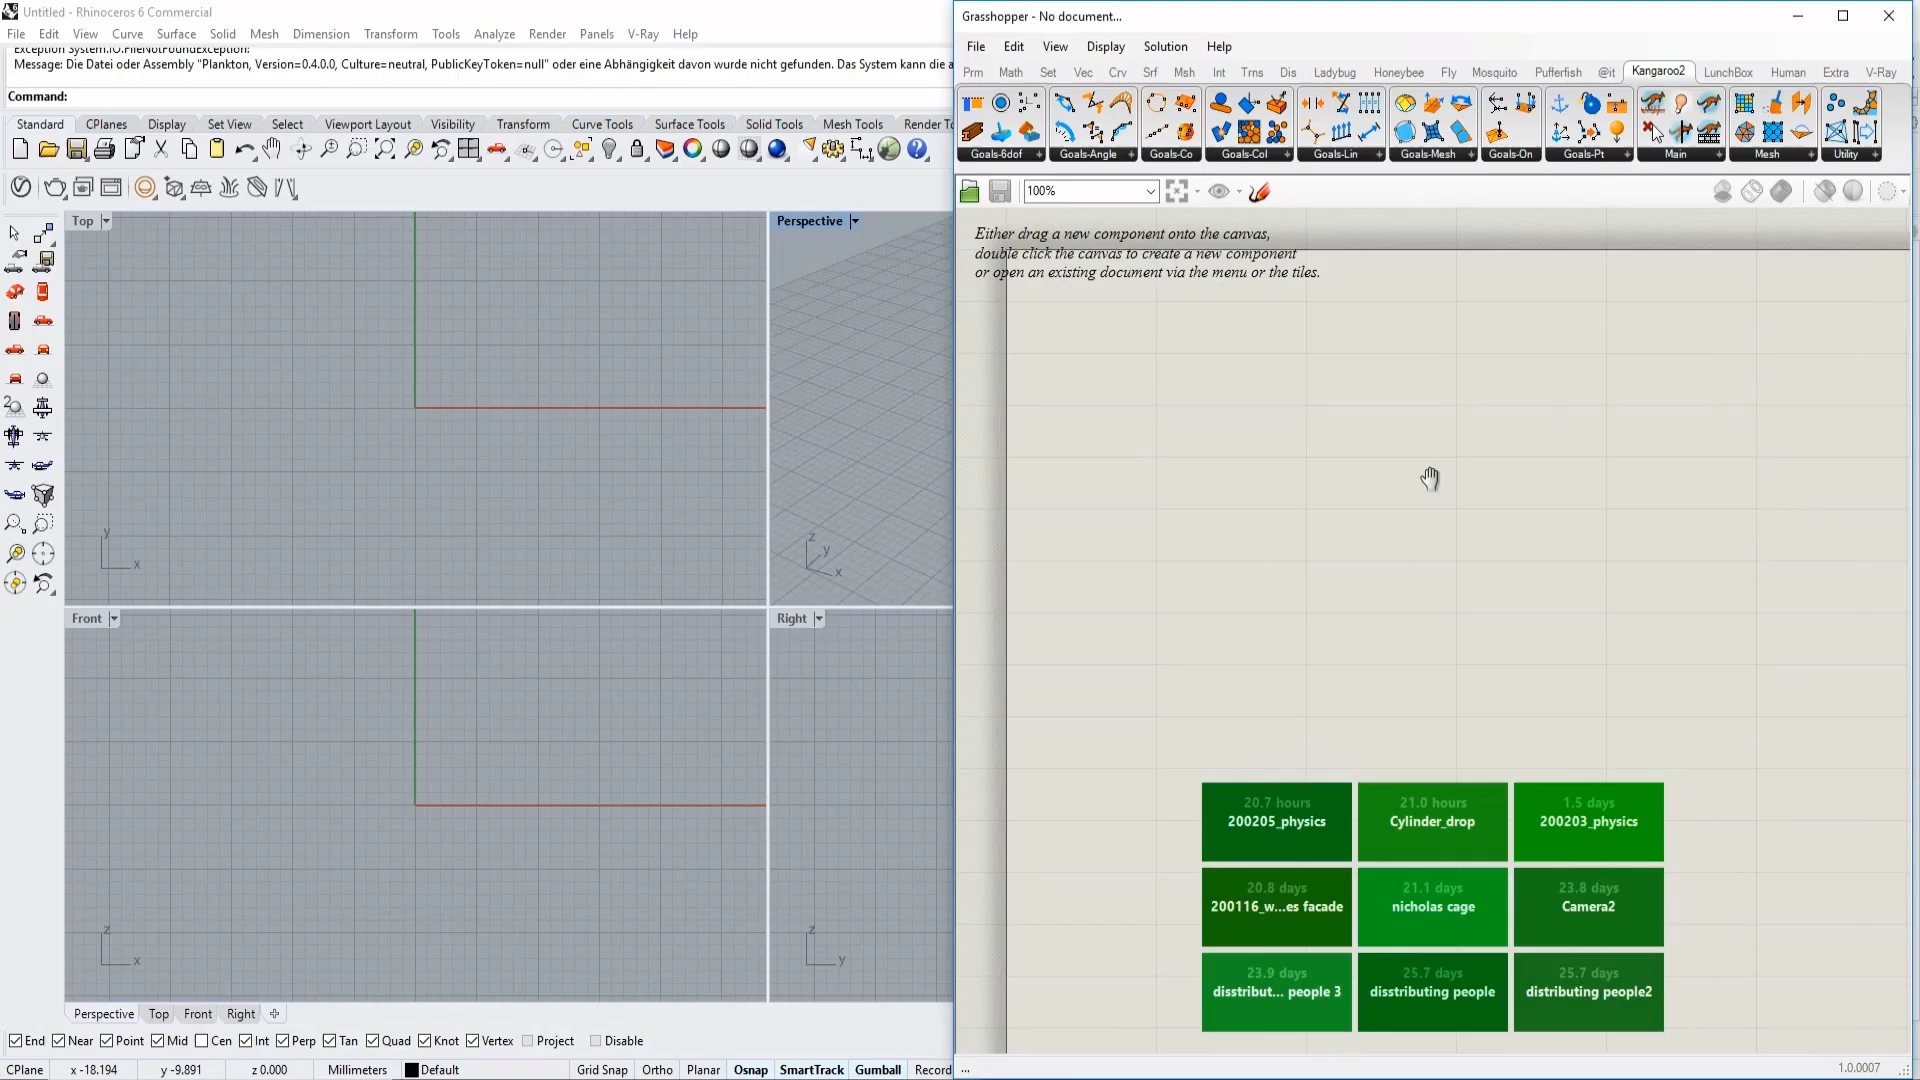 Untitled - Rhinoceros 6 Commercial
File Edit View Curve Surface Solid Mesh Dimension Transform Tools Analyze Render Panels V-Ray Help
Exception System.IO.FileNotFoundException:
Message: Die Datei oder Assembly "Plankton, Version=0.4.0.0, Culture=neutral, PublicKeyToken=null" oder eine Abhängigkeit davon wurde nicht gefunden. Das System kann die a
Command:
Standard CPlanes Display Set View Select Viewport Layout Visibility Transform Curve Tools Surface Tools Solid Tools Mesh Tools Render To
Top
Perspective
y
x
z
y
x
Front
Right
z
x
z
y
Perspective Top Front Right
End Near Point Mid Cen Int Perp Tan Quad Knot Vertex Project Disable
CPlane x -18.194 y -9.891 z 0.000 Millimeters Default Grid Snap Ortho Planar Osnap SmartTrack Gumball Record
Grasshopper - No document...
File Edit View Display Solution Help
Prm Math Set Vec Crv Srf Msh Int Trns Dis Ladybug Honeybee Fly Mosquito Pufferfish @it Kangaroo2 LunchBox Human Extra V-Ray
Goals-6dof Goals-Angle Goals-Co Goals-Col Goals-Lin Goals-Mesh Goals-On Goals-Pt Main Mesh Utility
100%
Either drag a new component onto the canvas,
double click the canvas to create a new component
or open an existing document via the menu or the tiles.
20.7 hours 21.0 hours 1.5 days
200205_physics Cylinder_drop 200203_physics
20.8 days 21.1 days 23.8 days
200116_w...es facade nicholas cage Camera2
23.9 days 25.7 days 25.7 days
disstribut... people 3 disstributing people distributing people2
...
1.0.0007